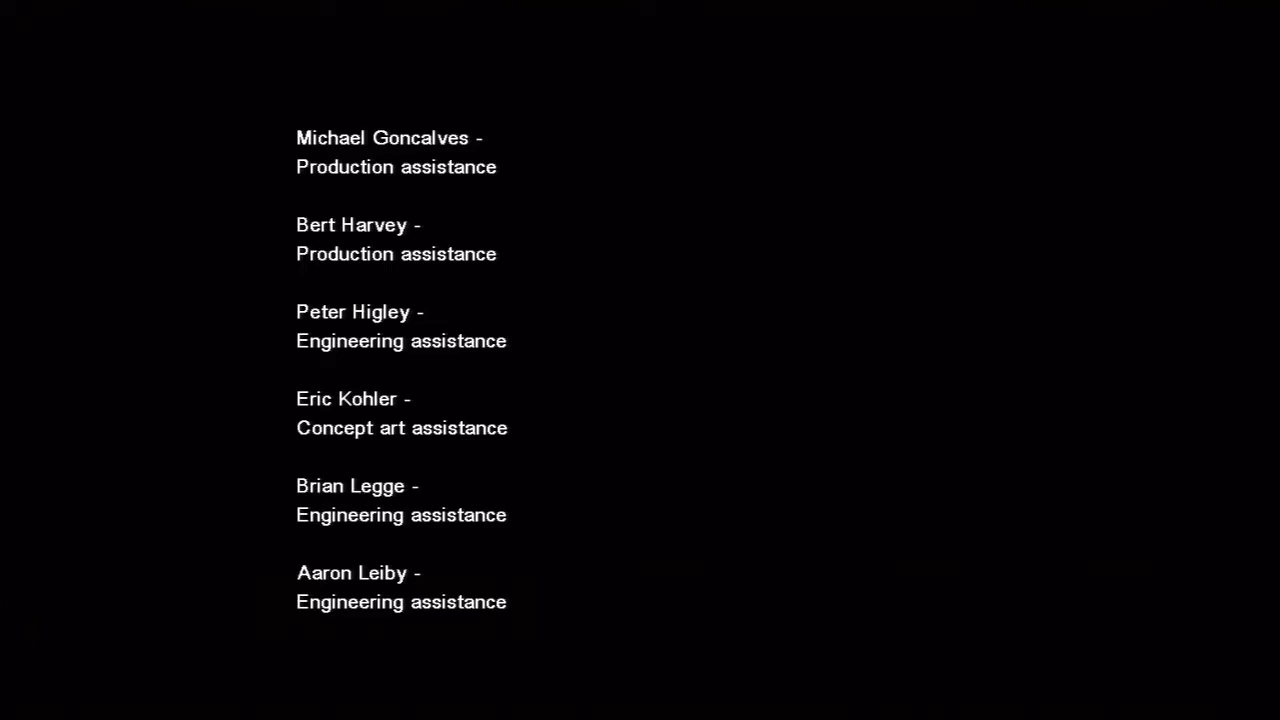 Michael Goncalves -
Production assistance
Bert Harvey -
Production assistance
Peter Higley -
Engineering assistance
Eric Kohler -
Concept art assistance
Brian Legge -
Engineering assistance
Aaron Leiby -
Engineering assistance